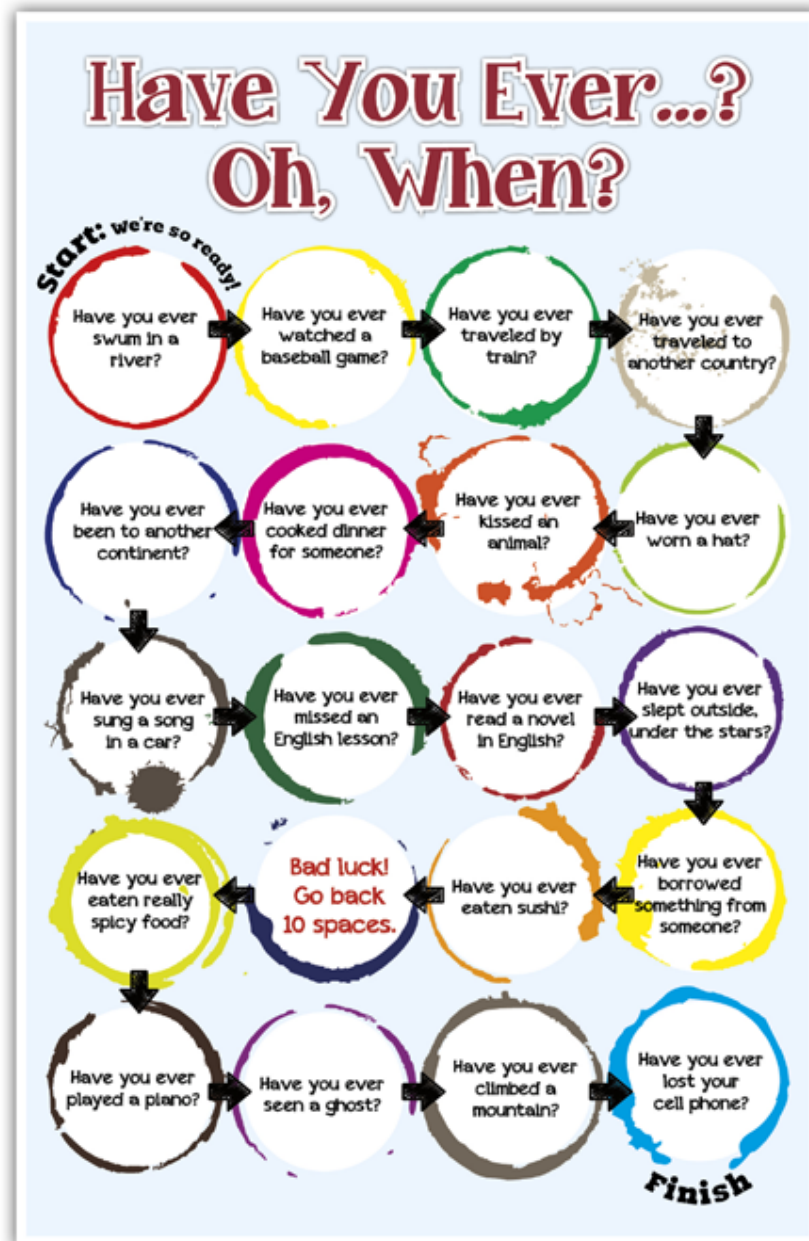 Have You Ever...?
Oh, When?
Start: We're so ready!
Have you ever
swum in a
river?
Have you ever
watched a
baseball game?
Have you ever
traveled by
train?
Have you ever
traveled to
another country?
Have you ever
worn a hat?
Have you ever
kissed an
animal?
Have you ever
cooked dinner
for someone?
Have you ever
been to another
continent?
Have you ever
sung a song
in a car?
Have you ever
missed an
English lesson?
Have you ever
read a novel
in English?
Have you ever
slept outside,
under the stars?
Have you ever
borrowed
something from
someone?
Have you ever
eaten sushi?
Bad luck!
Go back
10 spaces.
Have you ever
eaten really
spicy food?
Have you ever
played a piano?
Have you ever
seen a ghost?
Have you ever
climbed a
mountain?
Have you ever
lost your
cell phone?
Finish